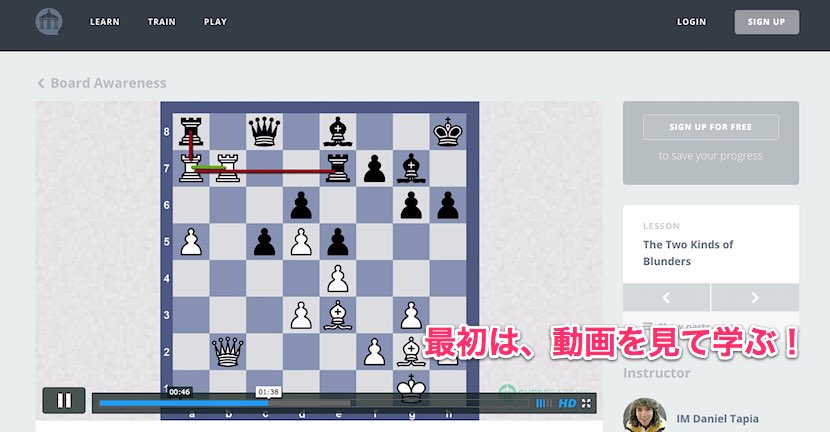 LEARN TRAIN PLAY LOGIN SIGN UP
Board Awareness
8
7
6
5
4
3
2
a b c d e f g h
00:46 01:38 HD
SIGN UP FOR FREE
to save your progress
LESSON
The Two Kinds of
Blunders
最初は、動画を見て学ぶ！
Instructor
IM Daniel Tapia